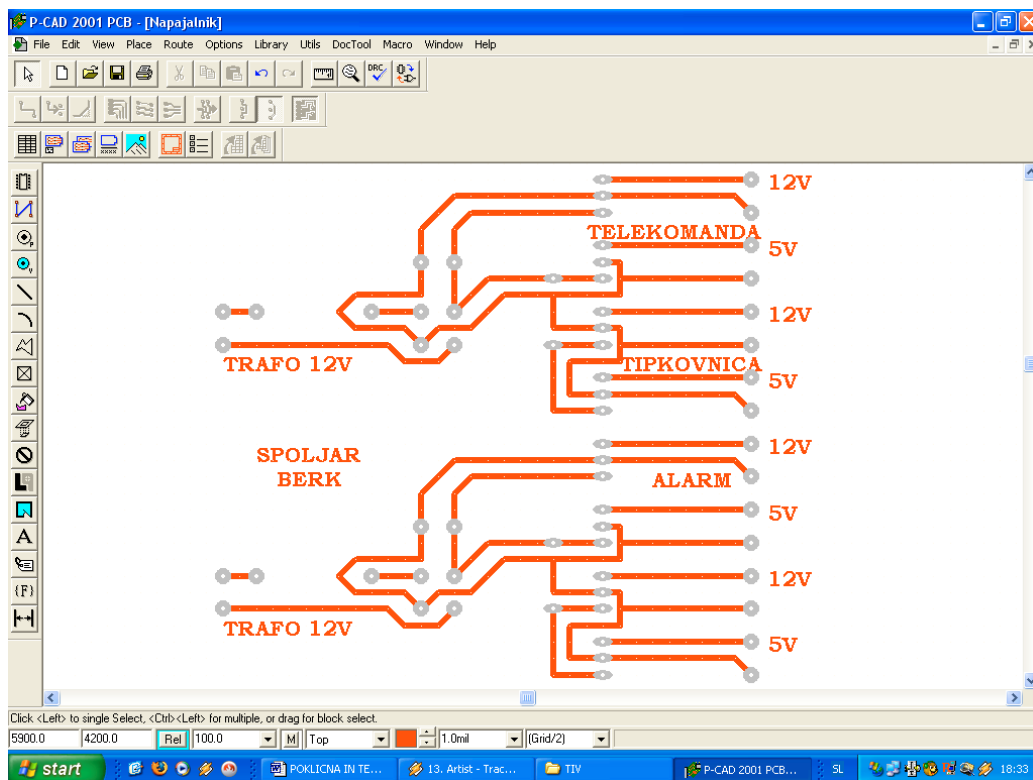 P-CAD 2001 PCB - [Napajalnik]
File Edit View Place Route Options Library Utils DocTool Macro Window Help
DRC
12V
TELEKOMANDA
5V
12V
TRAFO 12V
TIPKOVNICA
5V
12V
SPOLJAR
BERK
ALARM
5V
12V
TRAFO 12V
5V
A
{F}
Click <Left> to single Select, <Ctrl><Left> for multiple, or drag for block select.
5900.0 4200.0 Rel 100.0 M Top 1.0mil (Grid/2)
start POKLICNA IN TE... 13. Artist - Trac... TIV P-CAD 2001 PCB... SL 18:33